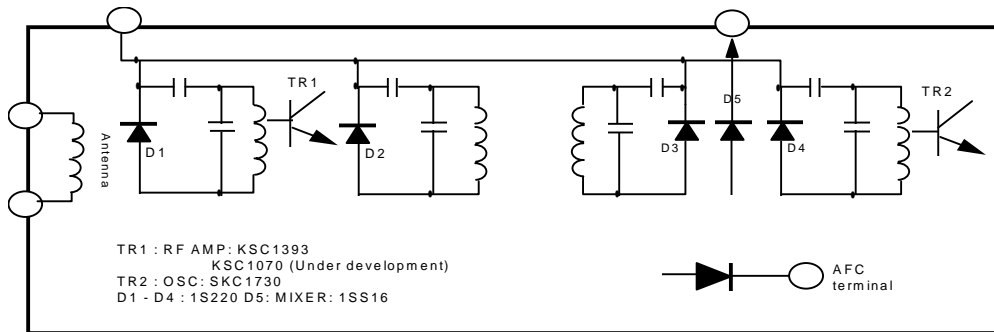 TR1
TR2
D5
Antenna
D1
D2
D3
D4
TR1 : RF AMP: KSC1393
KSC1070 (Under development)
TR2 : OSC: SKC1730
D1 - D4 : 1S220 D5: MIXER: 1SS16
AFC
terminal